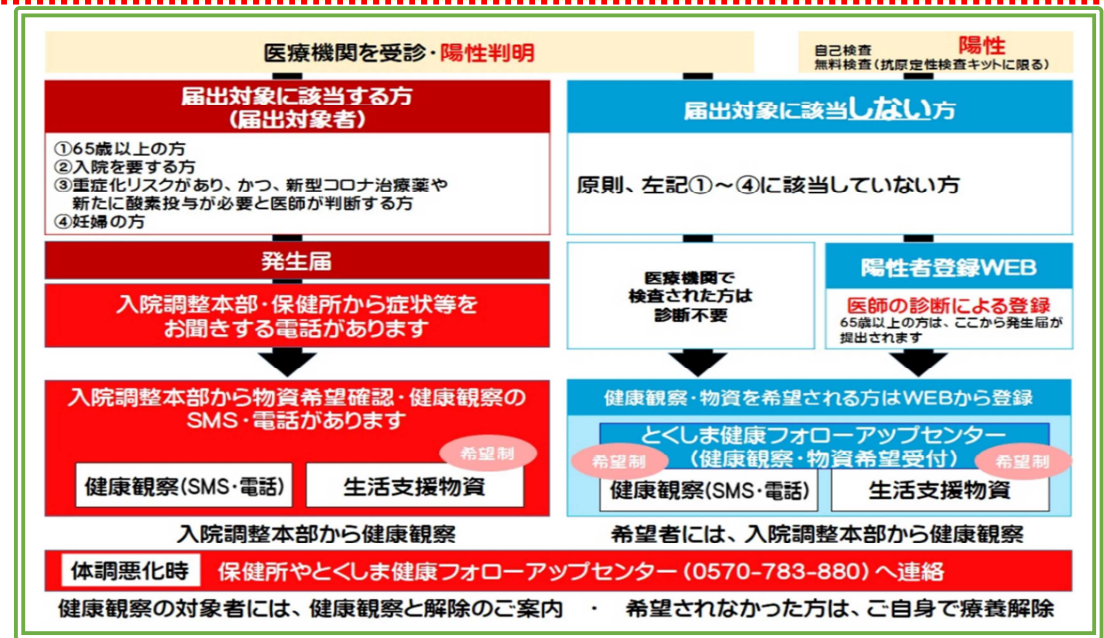 医療機関を受診・陽性判明
自己検査 陽性
無料検査(抗原定性検査キットに限る)
届出対象に該当する方
(届出対象者)
①65歳以上の方
②入院を要する方
③重症化リスクがあり、かつ、新型コロナ治療薬や
新たに酸素投与が必要と医師が判断する方
④妊婦の方
届出対象に該当しない方
原則、左記①~④に該当していない方
発生届
入院調整本部・保健所から症状等を
お聞きする電話があります
医療機関で
検査された方は
診断不要
陽性者登録WEB
医師の診断による登録
65歳以上の方は、ここから発生届が
提出されます
入院調整本部から物資希望確認・健康観察の
SMS・電話があります
希望制
健康観察(SMS・電話)
生活支援物資
入院調整本部から健康観察
健康観察・物資を希望される方はWEBから登録
とくしま健康フォローアップセンター
(健康観察・物資希望受付)
希望制
希望制
健康観察(SMS・電話)
生活支援物資
希望者には、入院調整本部から健康観察
体調悪化時 保健所やとくしま健康フォローアップセンター(0570-783-880)へ連絡
健康観察の対象者には、健康観察と解除のご案内 ・ 希望されなかった方は、ご自身で療養解除